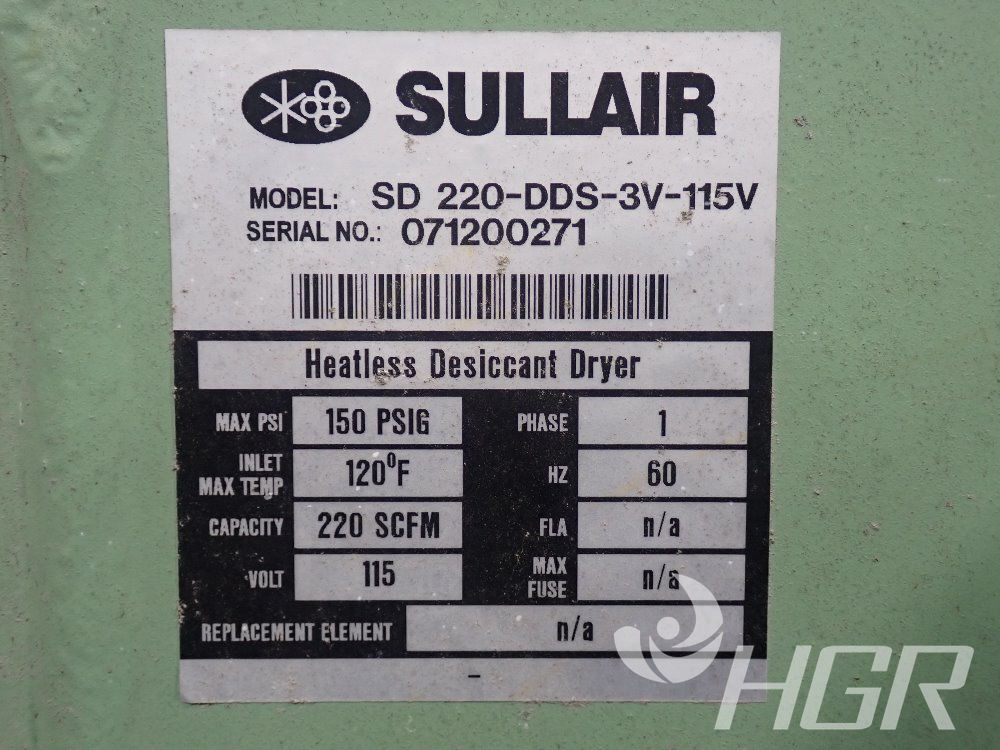 SULLAIR
MODEL: SD 220-DDS-3V-115V
SERIAL NO.: 071200271
Heatless Desiccant Dryer
MAX PSI 150 PSIG PHASE 1
INLET MAX TEMP 120°F HZ 60
CAPACITY 220 SCFM FLA n/a
VOLT 115 MAX FUSE n/a
REPLACEMENT ELEMENT n/a
-
HGR